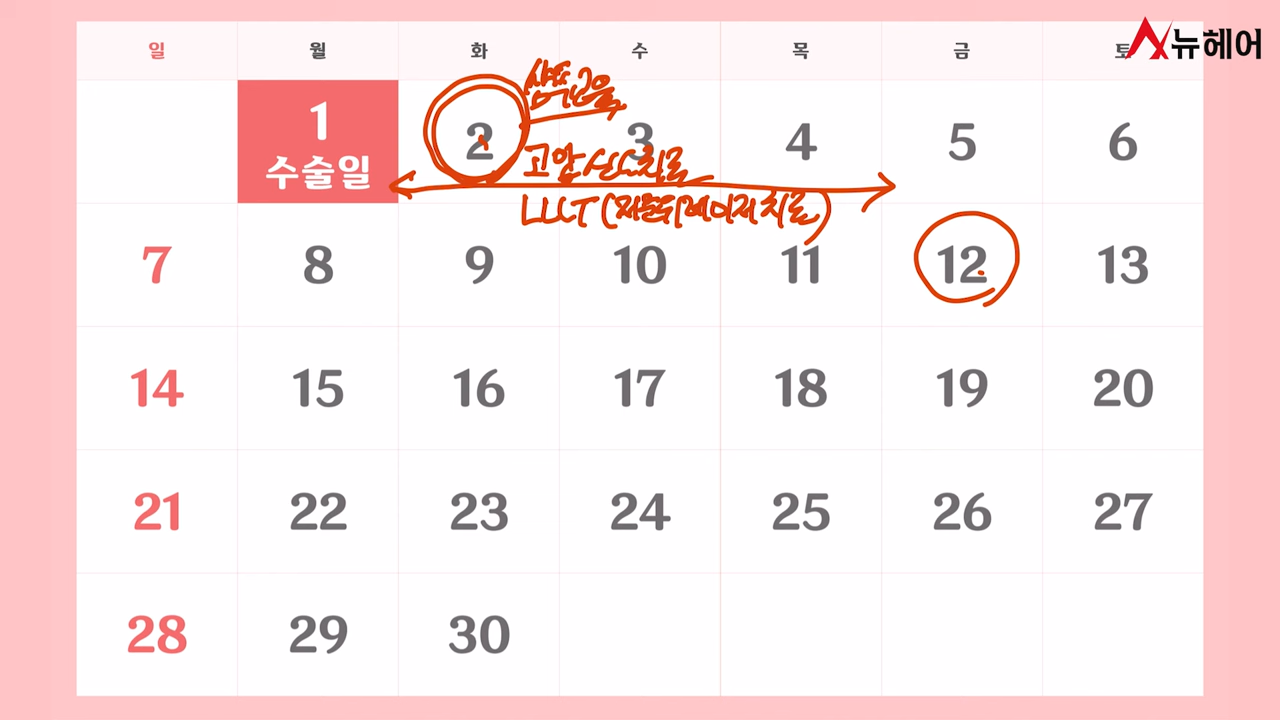 뉴헤어
일 월 화 수 목 금 토
샴푸교육
1 2 3 4 5 6
수술일
고압산소치료
LLLT (저출력레이저치료)
7 8 9 10 11 12 13
14 15 16 17 18 19 20
21 22 23 24 25 26 27
28 29 30